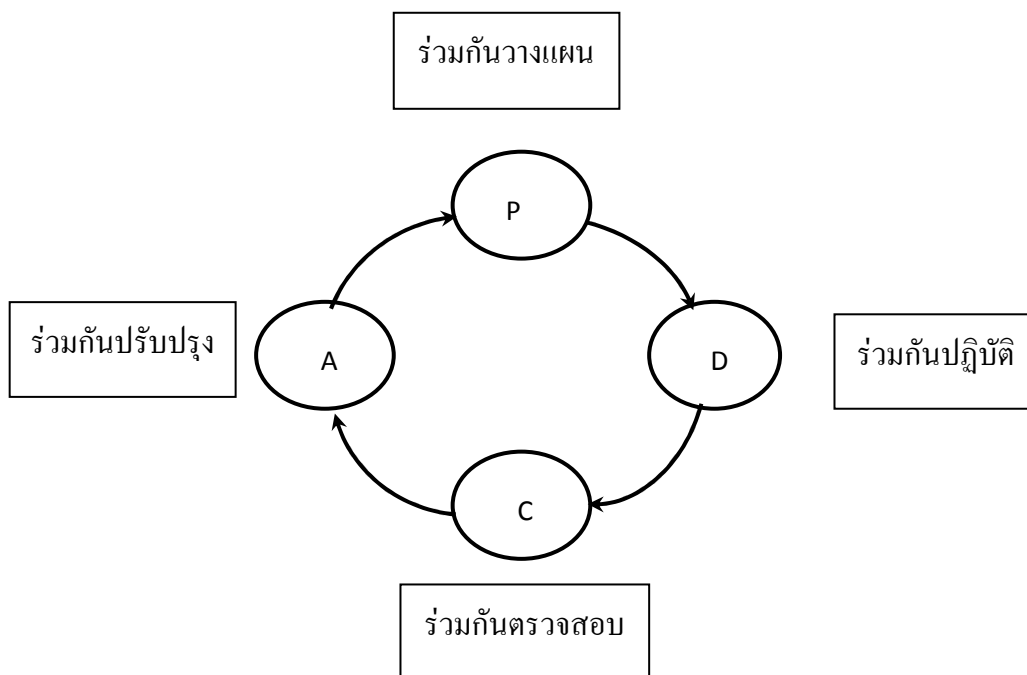 ร่วมกันวางแผน
P
ร่วมกันปรับปรุง
A
D
ร่วมกันปฏิบัติ
C
ร่วมกันตรวจสอบ